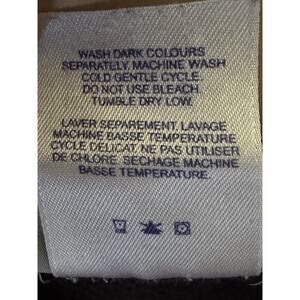 WASH DARK COLOURS
SEPARATELY. MACHINE WASH
COLD GENTLE CYCLE.
DO NOT USE BLEACH.
TUMBLE DRY LOW.
LAVER SEPAREMENT. LAVAGE
MACHINE BASSE TEMPERATURE
CYCLE DELICAT. NE PAS UTILISER
DE CHLORE. SECHAGE MACHINE
BASSE TEMPERATURE.